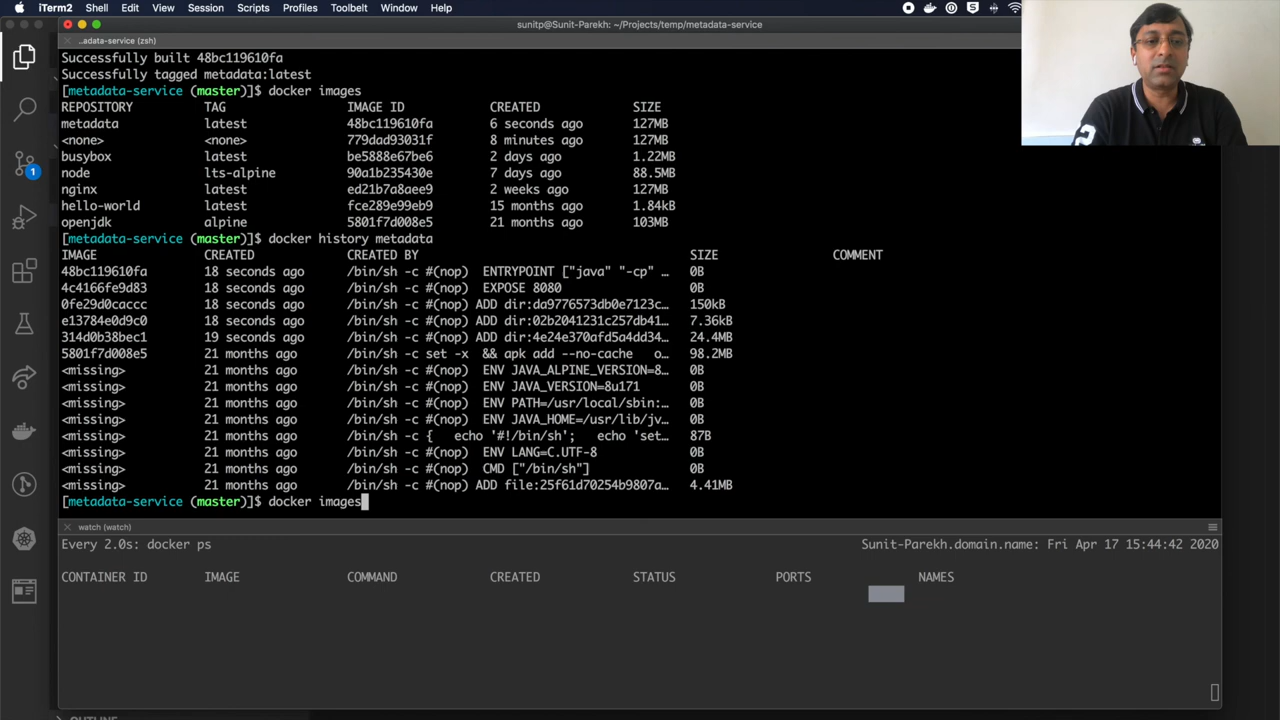 iTerm2 Shell Edit View Session Scripts Profiles Toolbelt Window Help
sunitp@Sunit-Parekh: ~/Projects/temp/metadata-service
..adata-service (zsh)
Successfully built 48bc119610fa
Successfully tagged metadata:latest
[metadata-service (master)]$ docker images
REPOSITORY TAG IMAGE ID CREATED SIZE
metadata latest 48bc119610fa 6 seconds ago 127MB
<none> <none> 779dad93031f 8 minutes ago 127MB
busybox latest be5888e67be6 2 days ago 1.22MB
node lts-alpine 90a1b235430e 7 days ago 88.5MB
nginx latest ed21b7a8aee9 2 weeks ago 127MB
hello-world latest fce289e99eb9 15 months ago 1.84kB
openjdk alpine 5801f7d008e5 21 months ago 103MB
[metadata-service (master)]$ docker history metadata
IMAGE CREATED CREATED BY SIZE COMMENT
48bc119610fa 18 seconds ago /bin/sh -c #(nop) ENTRYPOINT ["java" "-cp" … 0B
4c4166fe9d83 18 seconds ago /bin/sh -c #(nop) EXPOSE 8080 0B
0fe29d0caccc 18 seconds ago /bin/sh -c #(nop) ADD dir:da9776573db0e7123c… 150kB
e13784e0d9c0 18 seconds ago /bin/sh -c #(nop) ADD dir:02b2041231c257db41… 7.36kB
314d0b38bec1 19 seconds ago /bin/sh -c #(nop) ADD dir:4e24e370afd5a4dd34… 24.4MB
5801f7d008e5 21 months ago /bin/sh -c set -x && apk add --no-cache o… 98.2MB
<missing> 21 months ago /bin/sh -c #(nop) ENV JAVA_ALPINE_VERSION=8… 0B
<missing> 21 months ago /bin/sh -c #(nop) ENV JAVA_VERSION=8u171 0B
<missing> 21 months ago /bin/sh -c #(nop) ENV PATH=/usr/local/sbin:… 0B
<missing> 21 months ago /bin/sh -c #(nop) ENV JAVA_HOME=/usr/lib/jv… 0B
<missing> 21 months ago /bin/sh -c { echo '#!/bin/sh'; echo 'set… 87B
<missing> 21 months ago /bin/sh -c #(nop) ENV LANG=C.UTF-8 0B
<missing> 21 months ago /bin/sh -c #(nop) CMD ["/bin/sh"] 0B
<missing> 21 months ago /bin/sh -c #(nop) ADD file:25f61d70254b9807a… 4.41MB
[metadata-service (master)]$ docker images
watch (watch)
Every 2.0s: docker ps Sunit-Parekh.domain.name: Fri Apr 17 15:44:42 2020
CONTAINER ID IMAGE COMMAND CREATED STATUS PORTS NAMES
OUTLINE
1
2